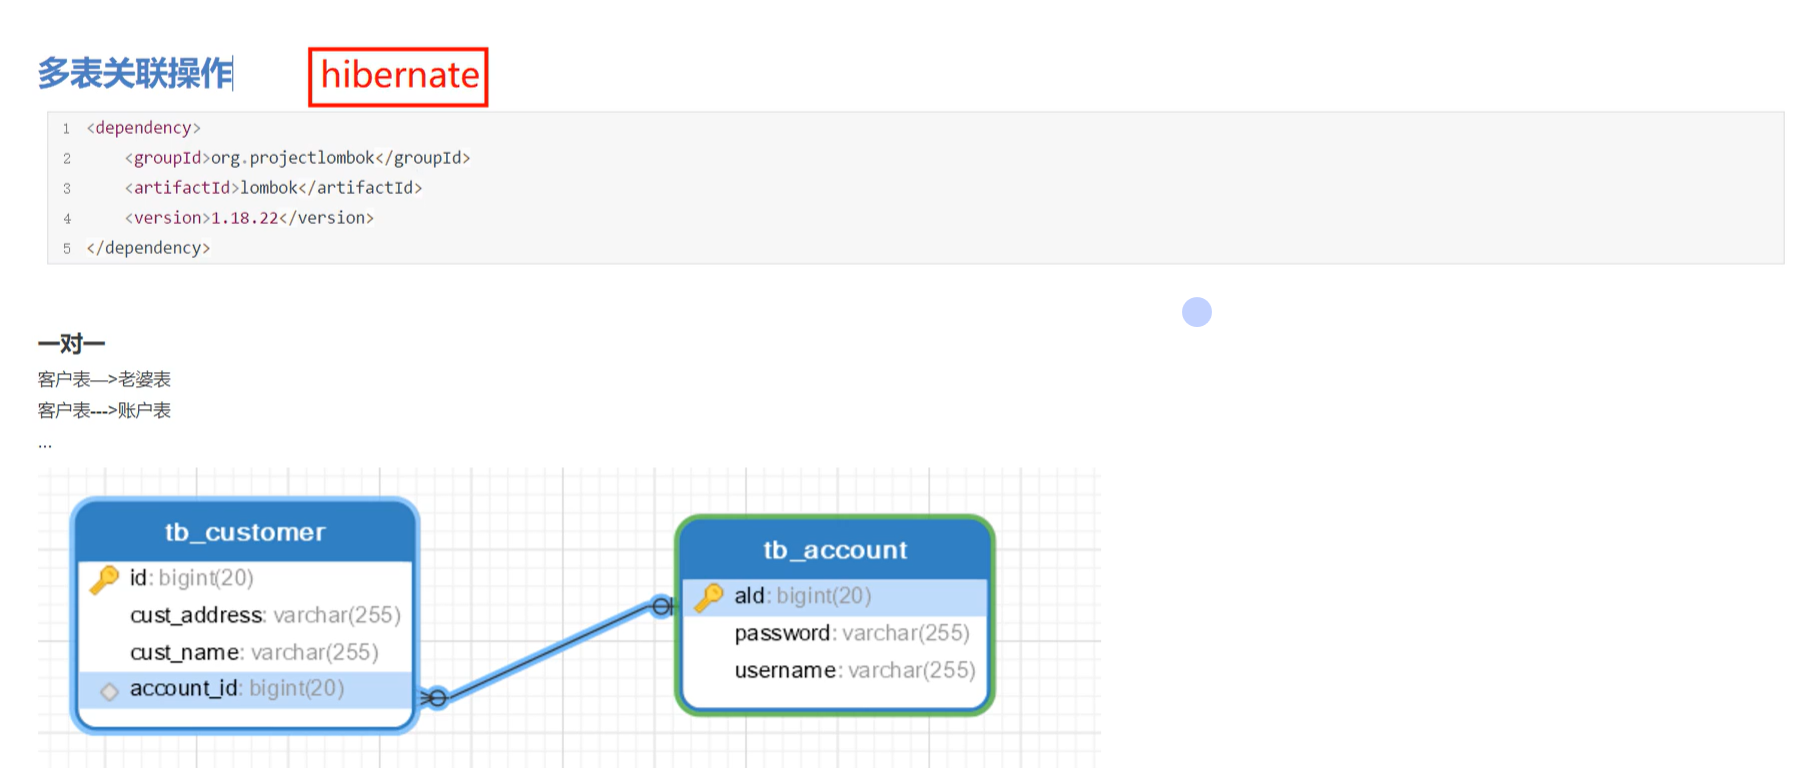 多表关联操作 hibernate
1 <dependency>
2 <groupId>org.projectlombok</groupId>
3 <artifactId>lombok</artifactId>
4 <version>1.18.22</version>
5 </dependency>
一对一
客户表—>老婆表
客户表--->账户表
...
tb_customer
id: bigint(20)
cust_address: varchar(255)
cust_name: varchar(255)
account_id: bigint(20)
tb_account
aId: bigint(20)
password: varchar(255)
username: varchar(255)